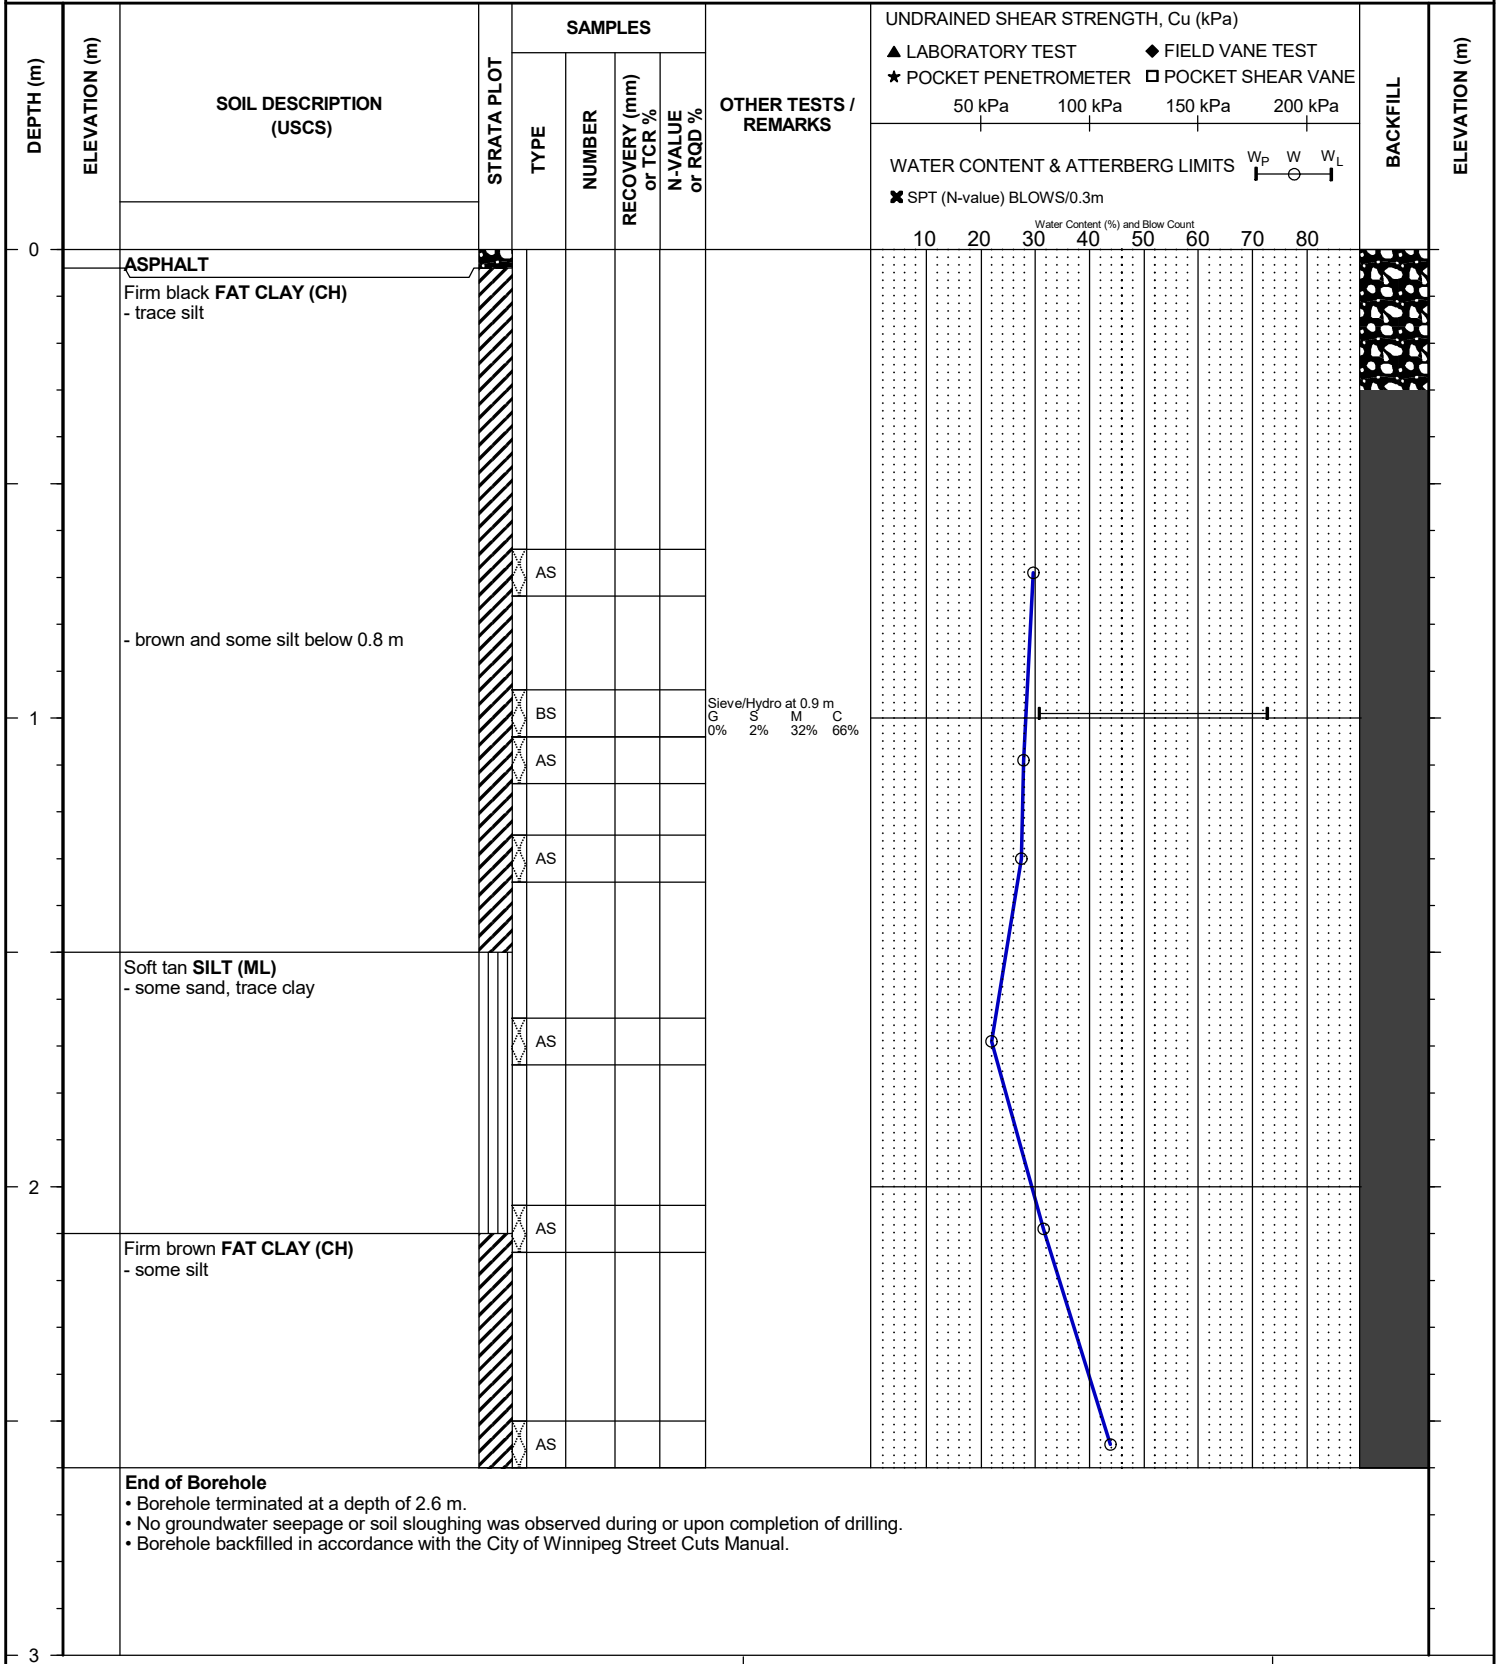 DEPTH (m)
ELEVATION (m)
SOIL DESCRIPTION
(USCS)
STRATA PLOT
SAMPLES
TYPE
NUMBER
RECOVERY (mm)
or TCR %
N-VALUE
or RQD %
OTHER TESTS /
REMARKS
UNDRAINED SHEAR STRENGTH, Cu (kPa)
▲ LABORATORY TEST ◆ FIELD VANE TEST
★ POCKET PENETROMETER □ POCKET SHEAR VANE
50 kPa 100 kPa 150 kPa 200 kPa
WATER CONTENT & ATTERBERG LIMITS WP W WL
✖ SPT (N-value) BLOWS/0.3m
Water Content (%) and Blow Count
10 20 30 40 50 60 70 80
BACKFILL
ELEVATION (m)
0
ASPHALT
Firm black FAT CLAY (CH)
- trace silt
AS
- brown and some silt below 0.8 m
Sieve/Hydro at 0.9 m
1
BS
G S M C
0% 2% 32% 66%
AS
AS
Soft tan SILT (ML)
- some sand, trace clay
AS
2
AS
Firm brown FAT CLAY (CH)
- some silt
AS
End of Borehole
• Borehole terminated at a depth of 2.6 m.
• No groundwater seepage or soil sloughing was observed during or upon completion of drilling.
• Borehole backfilled in accordance with the City of Winnipeg Street Cuts Manual.
3